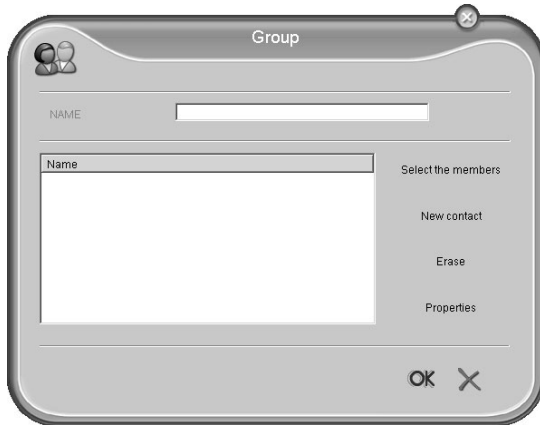 Group
NAME
Name
Select the members
New contact
Erase
Properties
OK